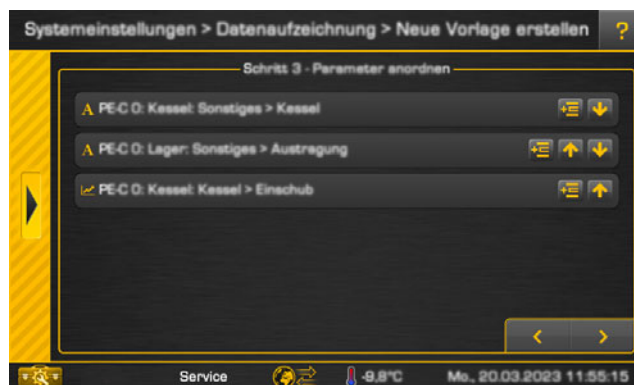 Systemeinstellungen > Datenaufzeichnung > Neue Vorlage erstellen ?
Schritt 3 - Parameter anordnen
A PE-C 0: Kessel: Sonstiges > Kessel
A PE-C 0: Lager: Sonstiges > Austragung
PE-C 0: Kessel: Kessel > Einschub
Service -9,8°C Mo., 20.03.2023 11:55:15